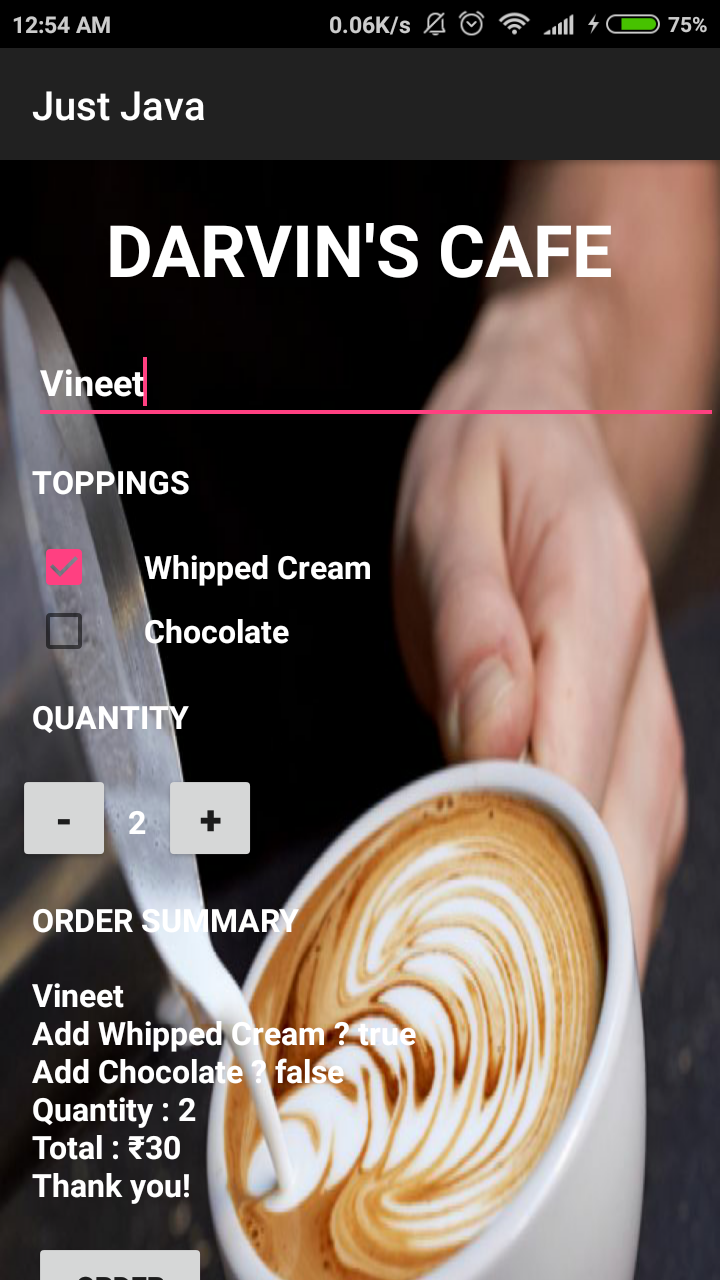 12:54 AM 0.06K/s 75%
Just Java
DARVIN'S CAFE
Vineet
TOPPINGS
Whipped Cream
Chocolate
QUANTITY
- 2 +
ORDER SUMMARY
Vineet
Add Whipped Cream ? true
Add Chocolate ? false
Quantity : 2
Total : ₹30
Thank you!
ORDER